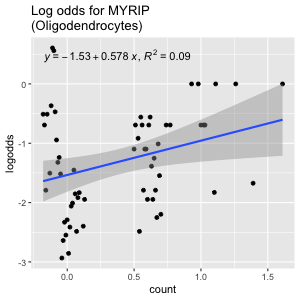 Log odds for MYRIP
(Oligodendrocytes)
y = −1.53 + 0.578 x, R² = 0.09
0
-1
-2
-3
logodds
0.0 0.5 1.0 1.5
count